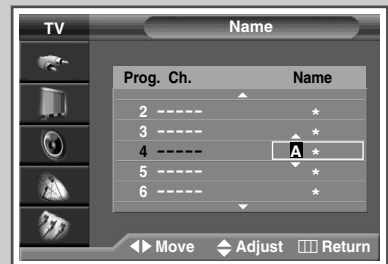 TV Name
Prog. Ch. Name
2 ----- *
3 ----- *
4 ----- A *
5 ----- *
6 ----- *
Move Adjust Return